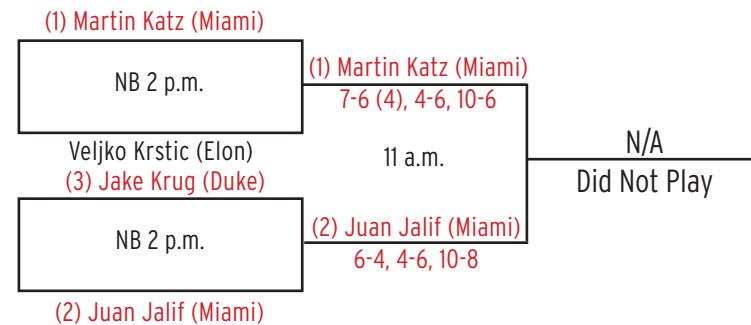 (1) Martin Katz (Miami)
NB 2 p.m.
Veljko Krstic (Elon)
(3) Jake Krug (Duke)
NB 2 p.m.
(2) Juan Jalif (Miami)
(1) Martin Katz (Miami)
7-6 (4), 4-6, 10-6
11 a.m.
(2) Juan Jalif (Miami)
6-4, 4-6, 10-8
N/A
Did Not Play